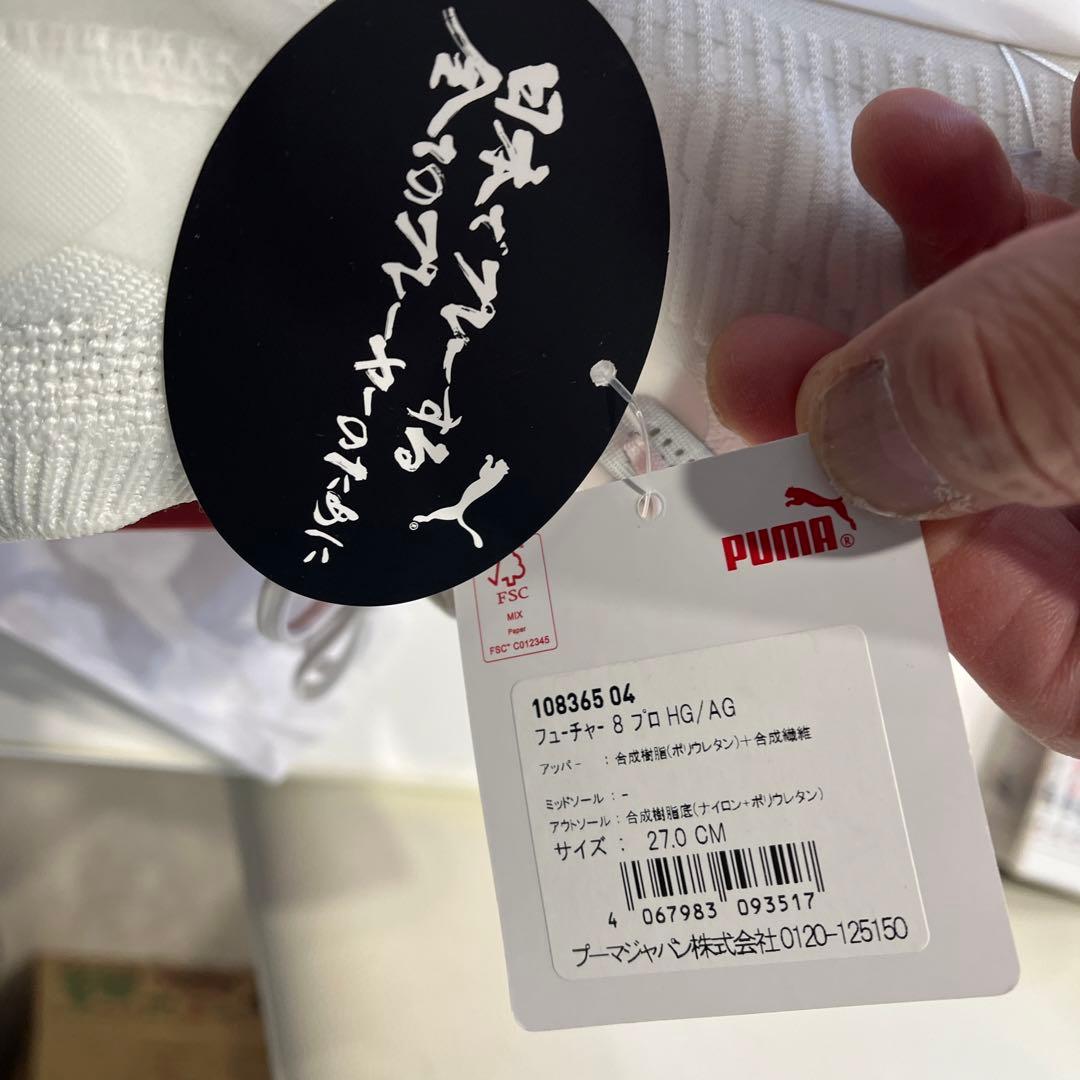 日本でプレーする
全てのプレーヤーのために
®
PUMA®
FSC
MIX
Paper
FSC™ C012345
108365 04
フューチャー 8 プロ HG/AG
アッパー : 合成樹脂(ポリウレタン)+合成繊維
ミッドソール : -
アウトソール : 合成樹脂底(ナイロン+ポリウレタン)
サイズ : 27.0 CM
4 067983 093517
プーマジャパン株式会社 0120-125150